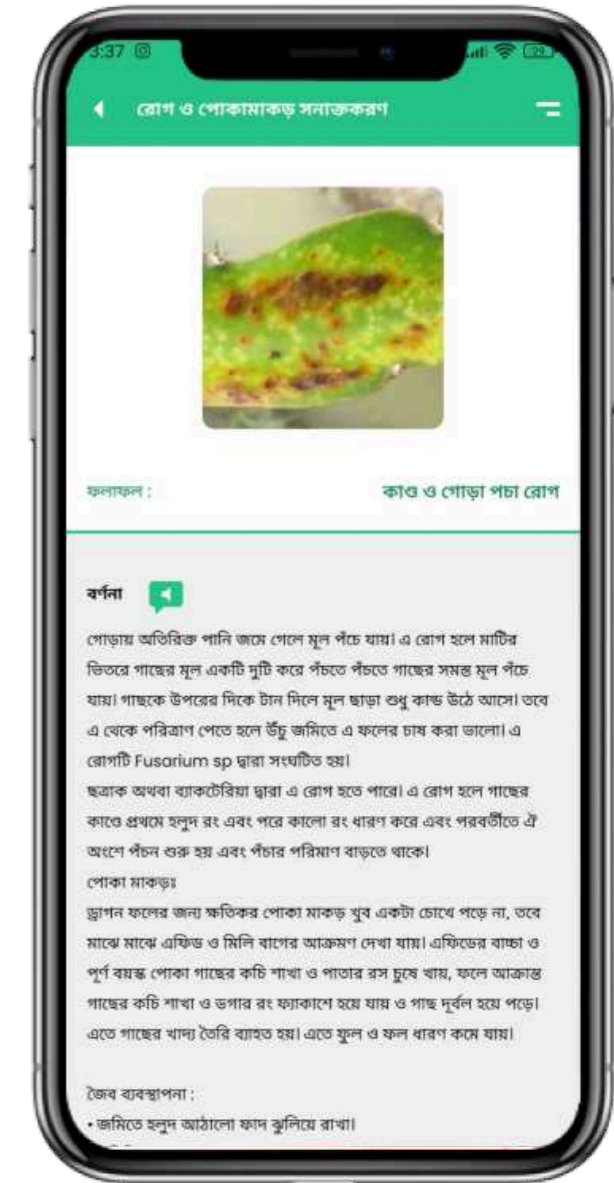 3:37
29
রোগ ও পোকামাকড় সনাক্তকরণ
ফলাফল :
কাণ্ড ও গোড়া পচা রোগ
বর্ণনা
গোড়ায় অতিরিক্ত পানি জমে গেলে মূল পঁচে যায়। এ রোগ হলে মাটির
ভিতরে গাছের মূল একটি দুটি করে পঁচতে পঁচতে গাছের সমস্ত মূল পঁচে
যায়। গাছকে উপরের দিকে টান দিলে মূল ছাড়া শুধু কান্ড উঠে আসে। তবে
এ থেকে পরিত্রাণ পেতে হলে উঁচু জমিতে এ ফলের চাষ করা ভালো। এ
রোগটি Fusarium sp দ্বারা সংঘটিত হয়।
ছত্রাক অথবা ব্যাকটেরিয়া দ্বারা এ রোগ হতে পারে। এ রোগ হলে গাছের
কাণ্ডে প্রথমে হলুদ রং এবং পরে কালো রং ধারণ করে এবং পরবর্তীতে ঐ
অংশে পঁচন শুরু হয় এবং পঁচার পরিমাণ বাড়তে থাকে।
পোকা মাকড়ঃ
ড্রাগন ফলের জন্য ক্ষতিকর পোকা মাকড় খুব একটা চোখে পড়ে না, তবে
মাঝে মাঝে এফিড ও মিলি বাগের আক্রমণ দেখা যায়। এফিডের বাচ্চা ও
পূর্ণ বয়স্ক পোকা গাছের কচি শাখা ও পাতার রস চুষে খায়, ফলে আক্রান্ত
গাছের কচি শাখা ও ডগার রং ফ্যাকাশে হয়ে যায় ও গাছ দূর্বল হয়ে পড়ে।
এতে গাছের খাদ্য তৈরি ব্যাহত হয়। এতে ফুল ও ফল ধারণ কমে যায়।
জৈব ব্যবস্থাপনা :
• জমিতে হলুদ আঠালো ফাদ ঝুলিয়ে রাখা।